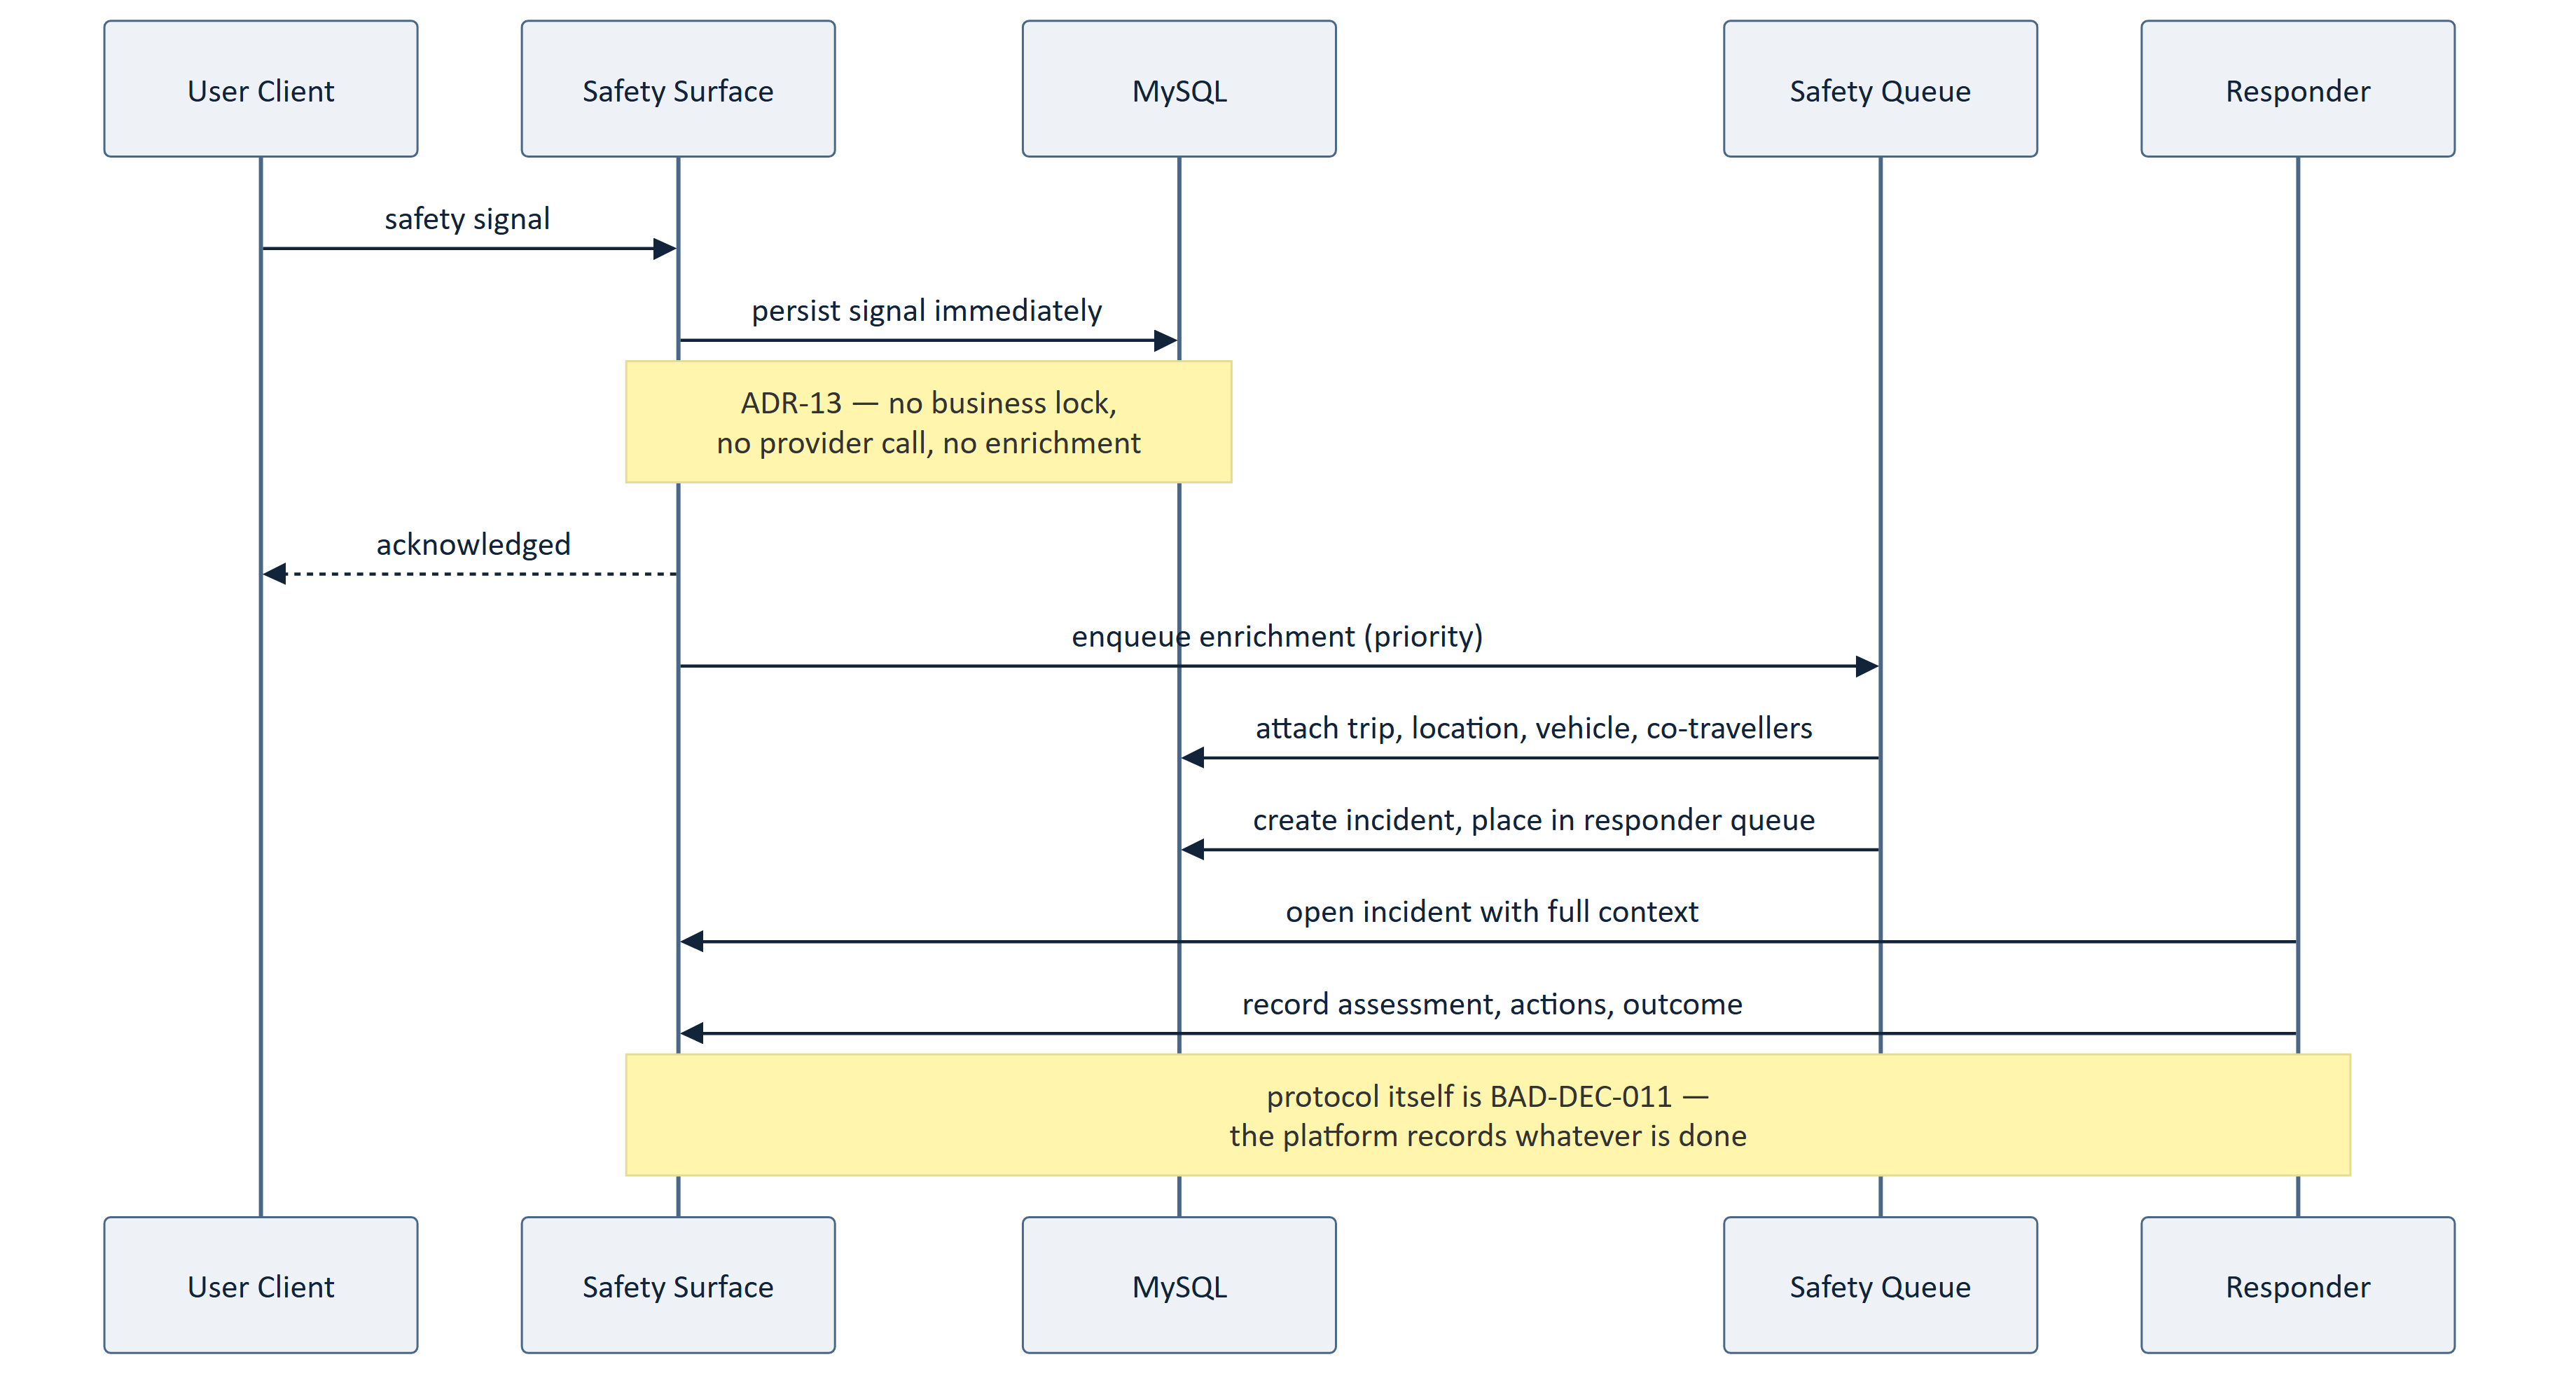 User Client
Safety Surface
MySQL
Safety Queue
Responder
safety signal
persist signal immediately
ADR-13 — no business lock,
no provider call, no enrichment
acknowledged
enqueue enrichment (priority)
attach trip, location, vehicle, co-travellers
create incident, place in responder queue
open incident with full context
record assessment, actions, outcome
protocol itself is BAD-DEC-011 —
the platform records whatever is done
User Client
Safety Surface
MySQL
Safety Queue
Responder